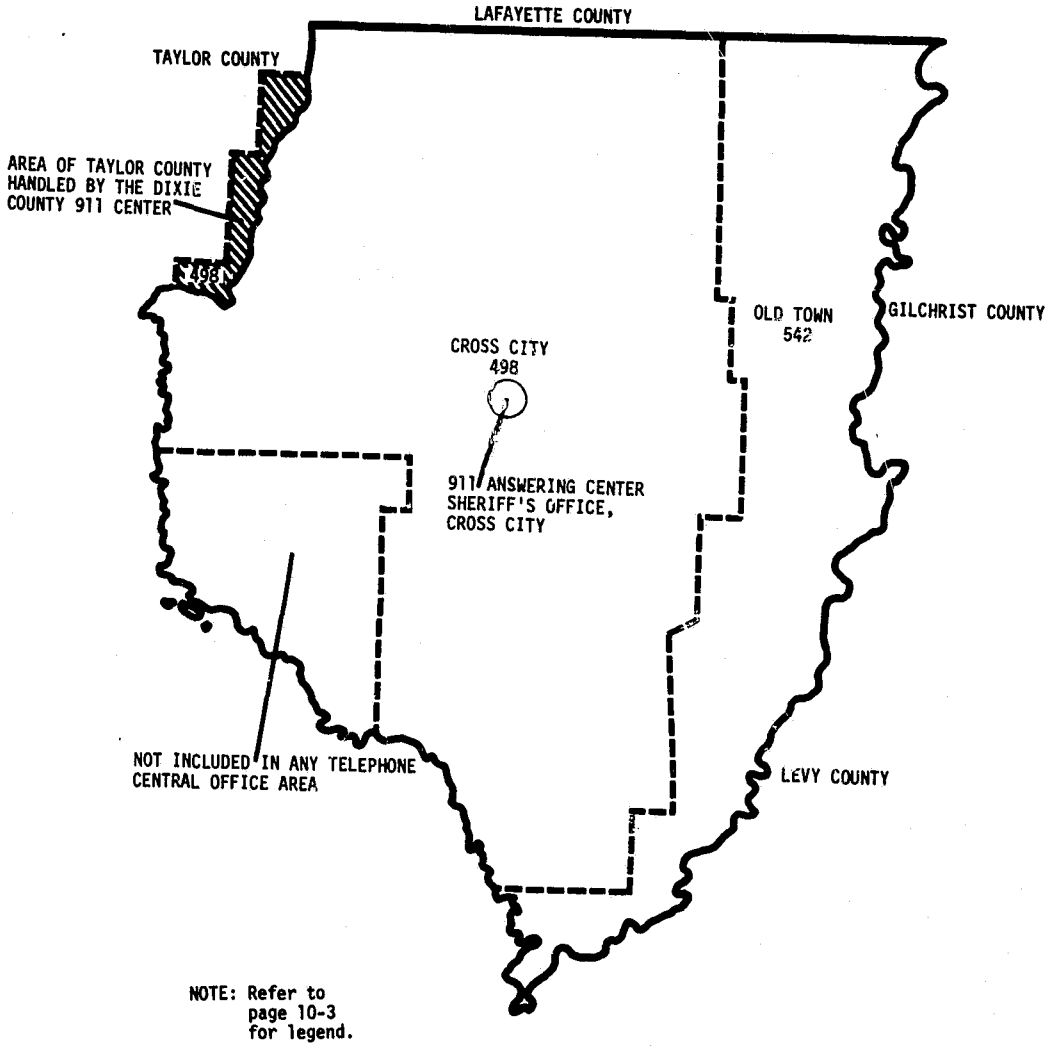 LAFAYETTE COUNTY
TAYLOR COUNTY
AREA OF TAYLOR COUNTY
HANDLED BY THE DIXIE
COUNTY 911 CENTER
498
OLD TOWN
542
GILCHRIST COUNTY
CROSS CITY
498
911 ANSWERING CENTER
SHERIFF'S OFFICE,
CROSS CITY
NOT INCLUDED IN ANY TELEPHONE
CENTRAL OFFICE AREA
LEVY COUNTY
NOTE: Refer to
page 10-3
for legend.